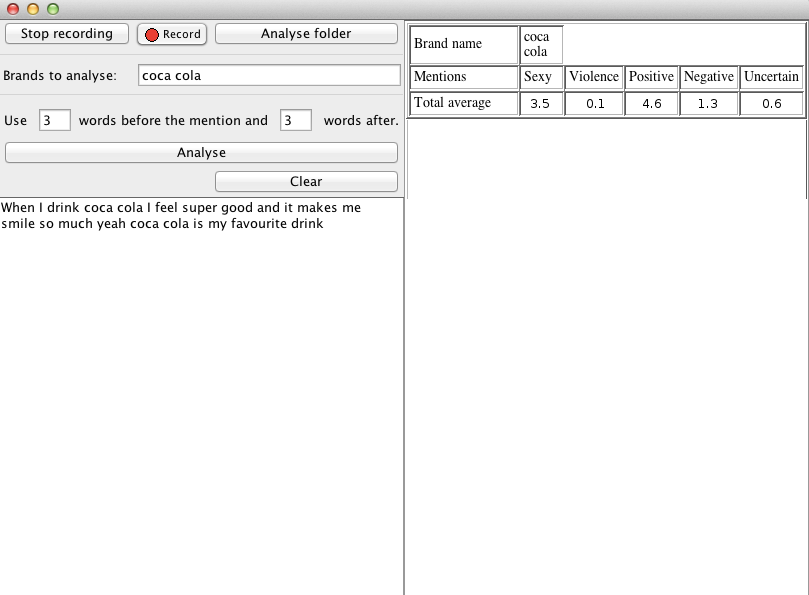 Stop recording Record Analyse folder
Brands to analyse: coca cola
Use 3 words before the mention and 3 words after.
Analyse
Clear
When I drink coca cola I feel super good and it makes me
smile so much yeah coca cola is my favourite drink
Brand name coca
cola
Mentions Sexy Violence Positive Negative Uncertain
Total average 3.5 0.1 4.6 1.3 0.6